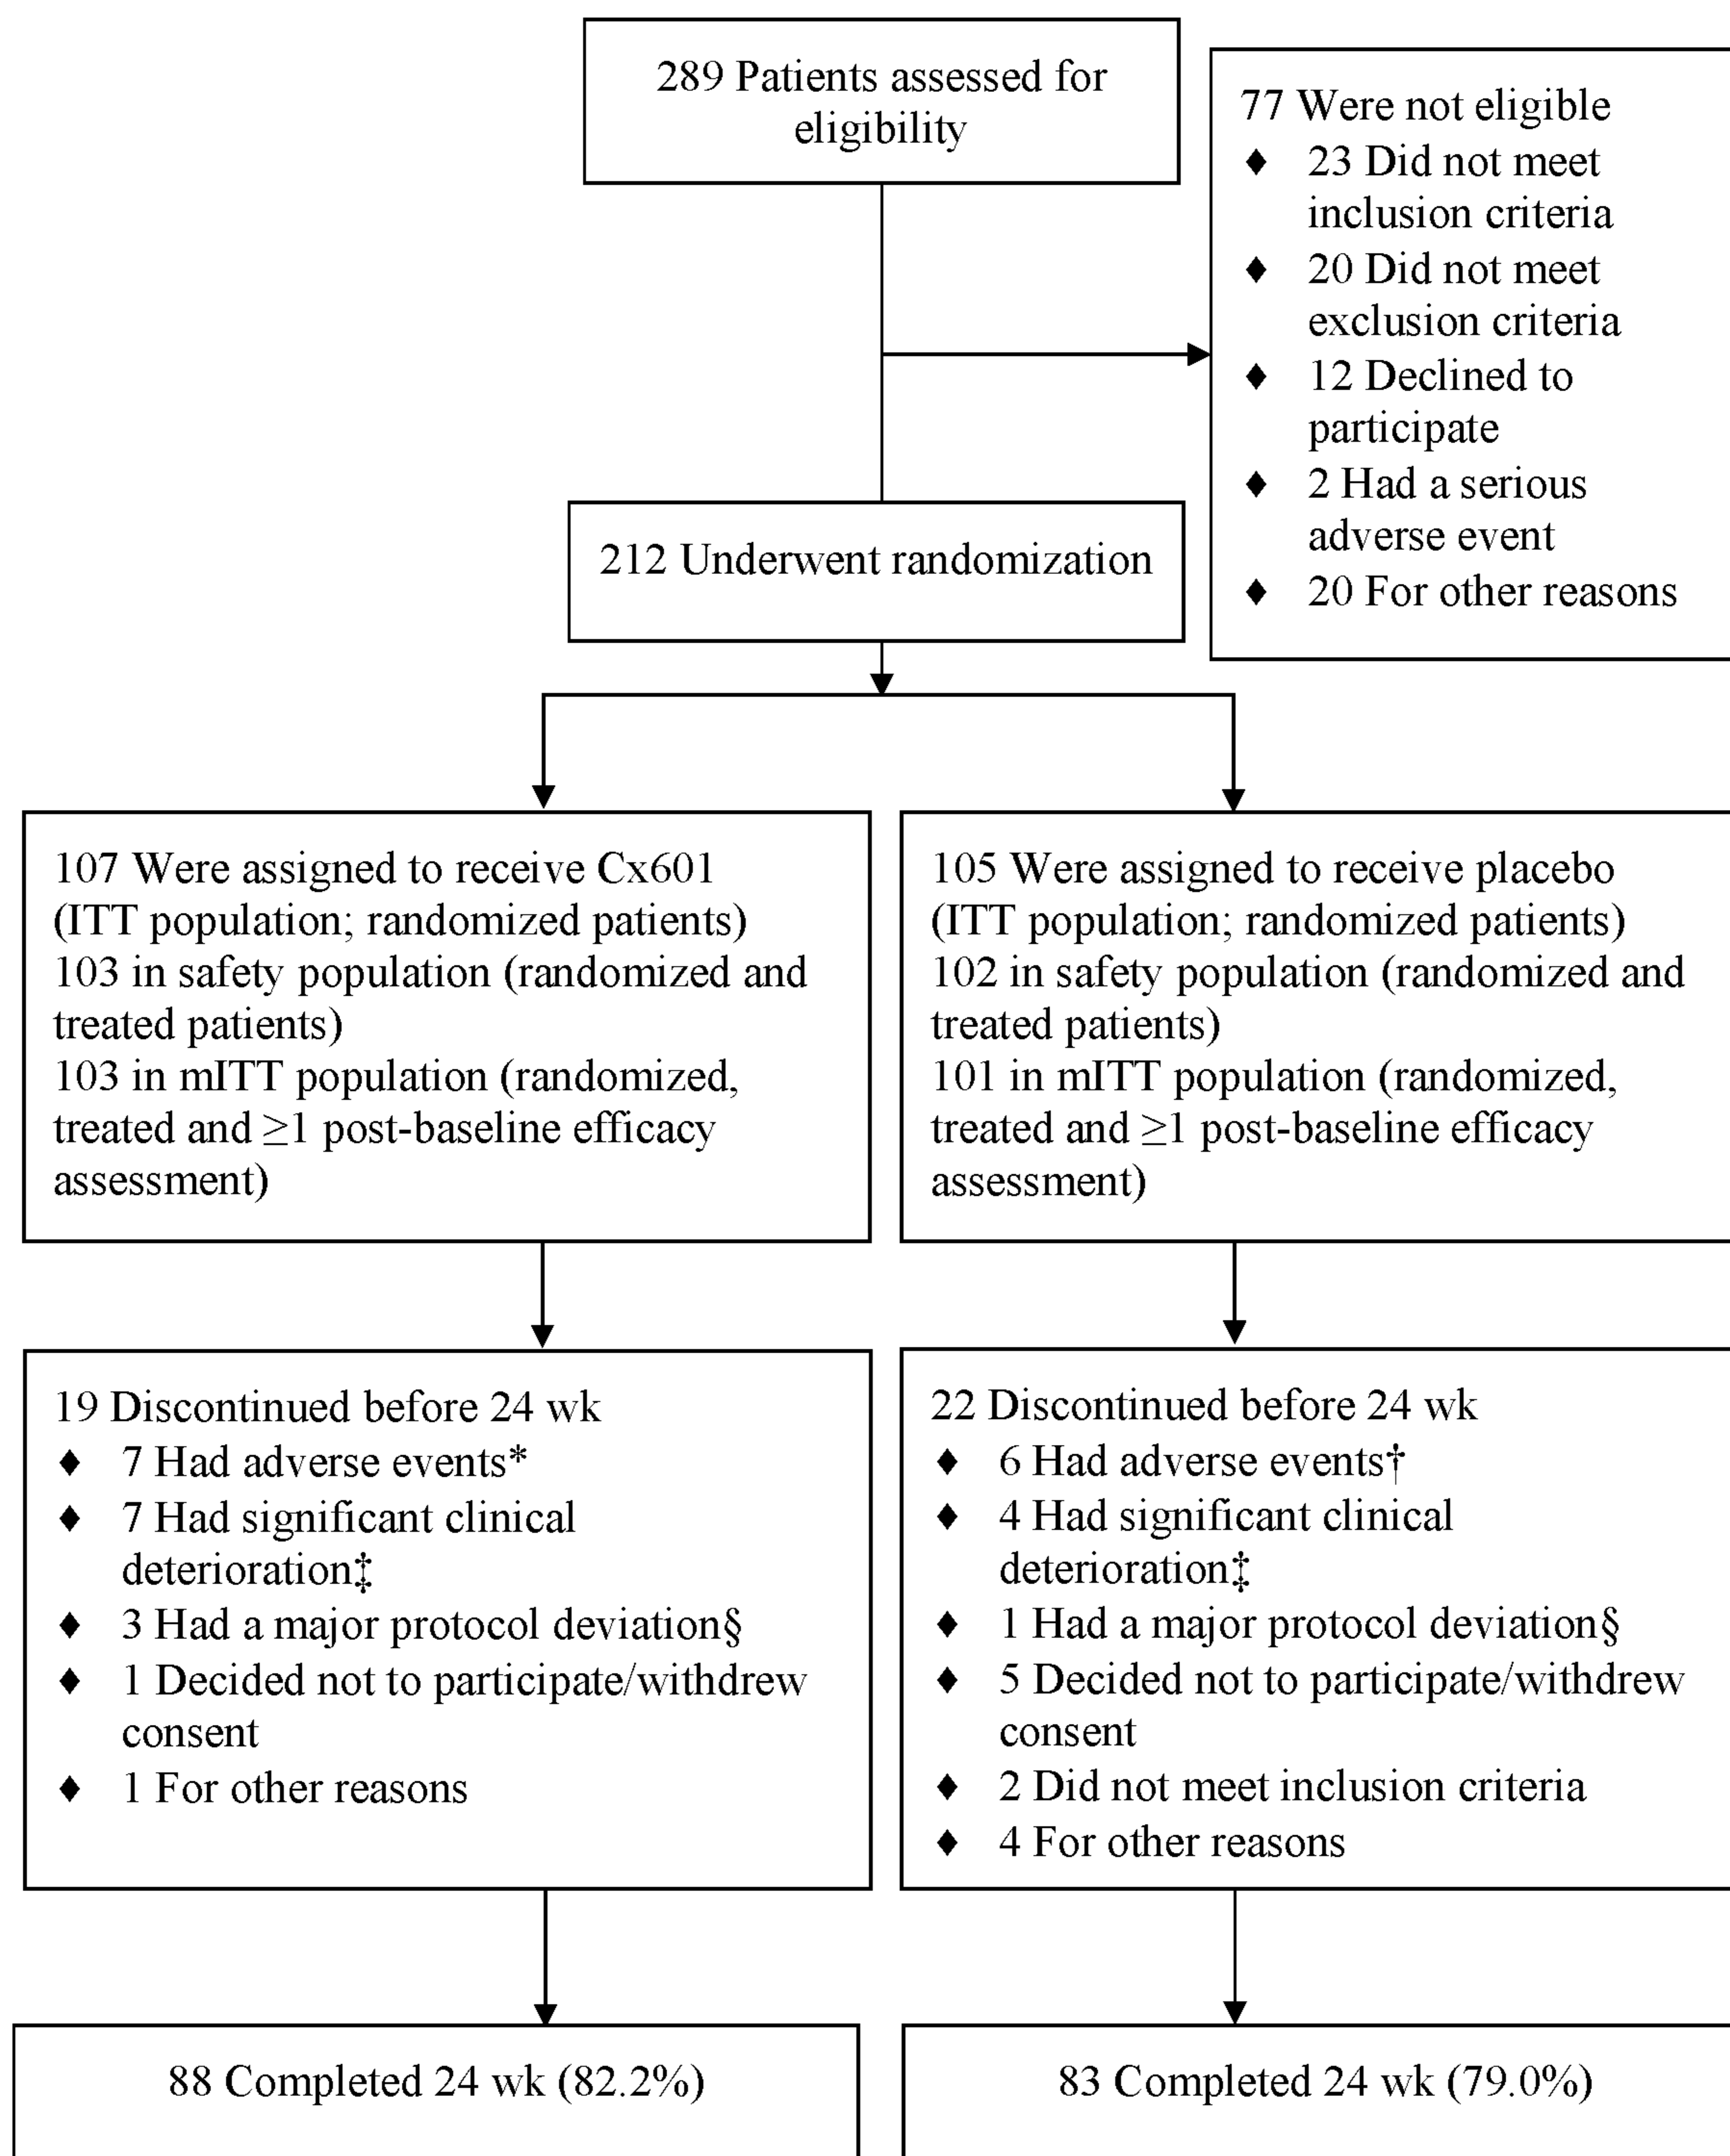 289 Patients assessed for
eligibility
77 Were not eligible
♦ 23 Did not meet
inclusion criteria
♦ 20 Did not meet
exclusion criteria
♦ 12 Declined to
participate
♦ 2 Had a serious
adverse event
♦ 20 For other reasons
212 Underwent randomization
107 Were assigned to receive Cx601
(ITT population; randomized patients)
103 in safety population (randomized and
treated patients)
103 in mITT population (randomized,
treated and ≥1 post-baseline efficacy
assessment)
105 Were assigned to receive placebo
(ITT population; randomized patients)
102 in safety population (randomized and
treated patients)
101 in mITT population (randomized,
treated and ≥1 post-baseline efficacy
assessment)
19 Discontinued before 24 wk
♦ 7 Had adverse events*
♦ 7 Had significant clinical
deterioration‡
♦ 3 Had a major protocol deviation§
♦ 1 Decided not to participate/withdrew
consent
♦ 1 For other reasons
22 Discontinued before 24 wk
♦ 6 Had adverse events†
♦ 4 Had significant clinical
deterioration‡
♦ 1 Had a major protocol deviation§
♦ 5 Decided not to participate/withdrew
consent
♦ 2 Did not meet inclusion criteria
♦ 4 For other reasons
88 Completed 24 wk (82.2%)
83 Completed 24 wk (79.0%)